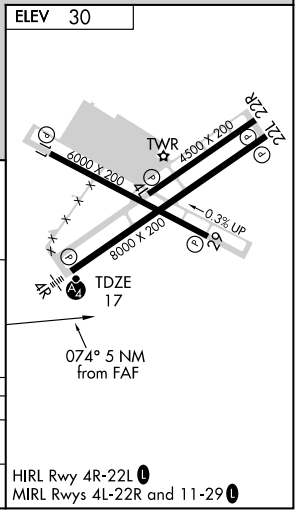 ELEV 30
TWR
11
6000 X 200
4L
4500 X 200
22R
22L
P
P
P
P
P
P
0.3% UP
8000 X 200
29
4R
A4
TDZE
17
074° 5 NM
from FAF
HIRL Rwy 4R-22L L
MIRL Rwys 4L-22R and 11-29 L